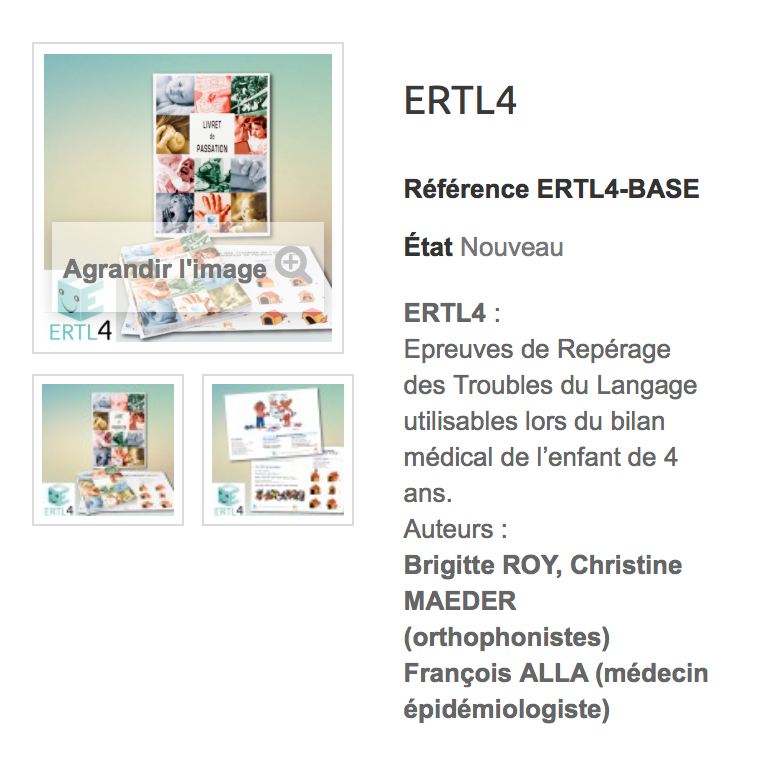 LIVRET
de
PASSATION
Agrandir l'image
ERTL4
ERTL4
ERTL4
ERTL4
Référence ERTL4-BASE
État Nouveau
ERTL4 :
Epreuves de Repérage
des Troubles du Langage
utilisables lors du bilan
médical de l’enfant de 4
ans.
Auteurs :
Brigitte ROY, Christine
MAEDER
(orthophonistes)
François ALLA (médecin
épidémiologiste)